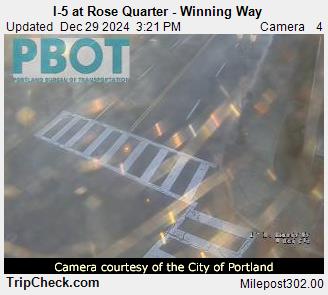 I-5 at Rose Quarter - Winning Way
Updated Dec 29 2024 3:21 PM Camera 4
PBOT
PORTLAND BUREAU OF TRANSPORTATION
Camera courtesy of the City of Portland
TripCheck.com Milepost302.00